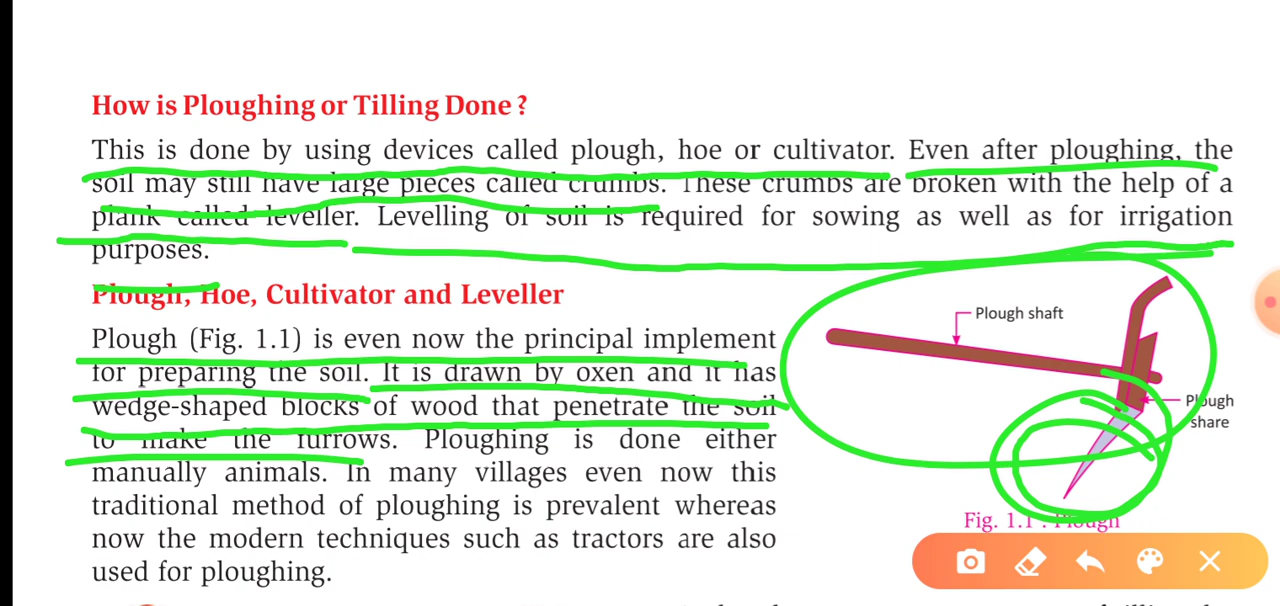 How is Ploughing or Tilling Done ?
This is done by using devices called plough, hoe or cultivator. Even after ploughing, the
soil may still have large pieces called crumbs. These crumbs are broken with the help of a
plank called leveller. Levelling of soil is required for sowing as well as for irrigation
purposes.
Plough, Hoe, Cultivator and Leveller
Plough (Fig. 1.1) is even now the principal implement
for preparing the soil. It is drawn by oxen and it has
wedge-shaped blocks of wood that penetrate the soil
to make the furrows. Ploughing is done either
manually animals. In many villages even now this
traditional method of ploughing is prevalent whereas
now the modern techniques such as tractors are also
used for ploughing.
Plough shaft
Plough
share
Fig. 1.1 : Plough